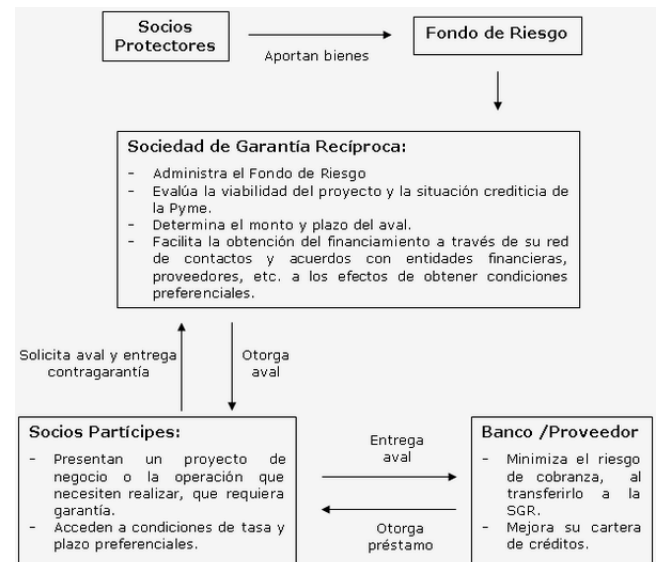 Socios
Protectores
Aportan bienes
Fondo de Riesgo
Sociedad de Garantía Recíproca:
- Administra el Fondo de Riesgo
- Evalúa la viabilidad del proyecto y la situación crediticia de
la Pyme.
- Determina el monto y plazo del aval.
- Facilita la obtención del financiamiento a través de su red
de contactos y acuerdos con entidades financieras,
proveedores, etc. a los efectos de obtener condiciones
preferenciales.
Solicita aval y entrega
contragarantía
Otorga
aval
Socios Partícipes:
- Presentan un proyecto de
negocio o la operación que
necesiten realizar, que requiera
garantía.
- Acceden a condiciones de tasa y
plazo preferenciales.
Entrega
aval
Otorga
préstamo
Banco /Proveedor
- Minimiza el riesgo
de cobranza, al
transferirlo a la
SGR.
- Mejora su cartera
de créditos.